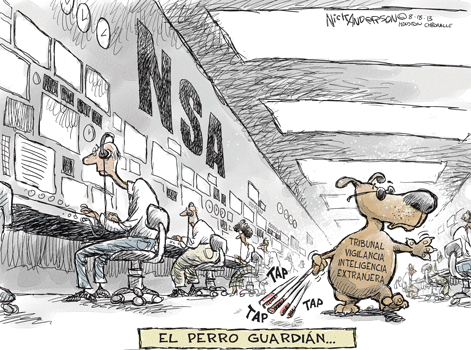 NICK ANDERSON © 8-18-13
HOUSTON CHRONICLE
NSA
TRIBUNAL
VIGILANCIA
INTELIGENCIA
EXTRANJERA
TAP
TAP
TAP
EL PERRO GUARDIÁN...